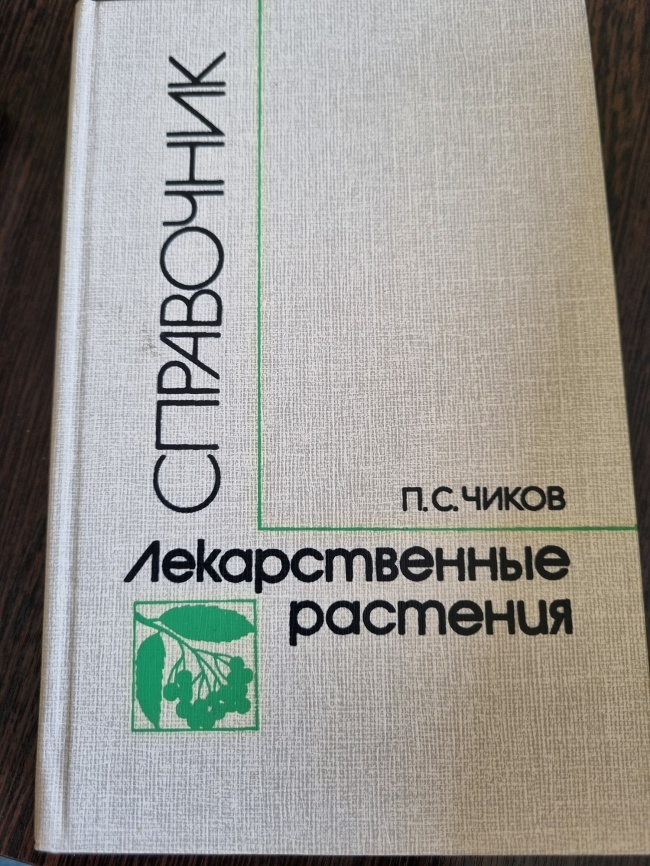 СПРАВОЧНИК
П.С.ЧИКОВ
Лекарственные
растения